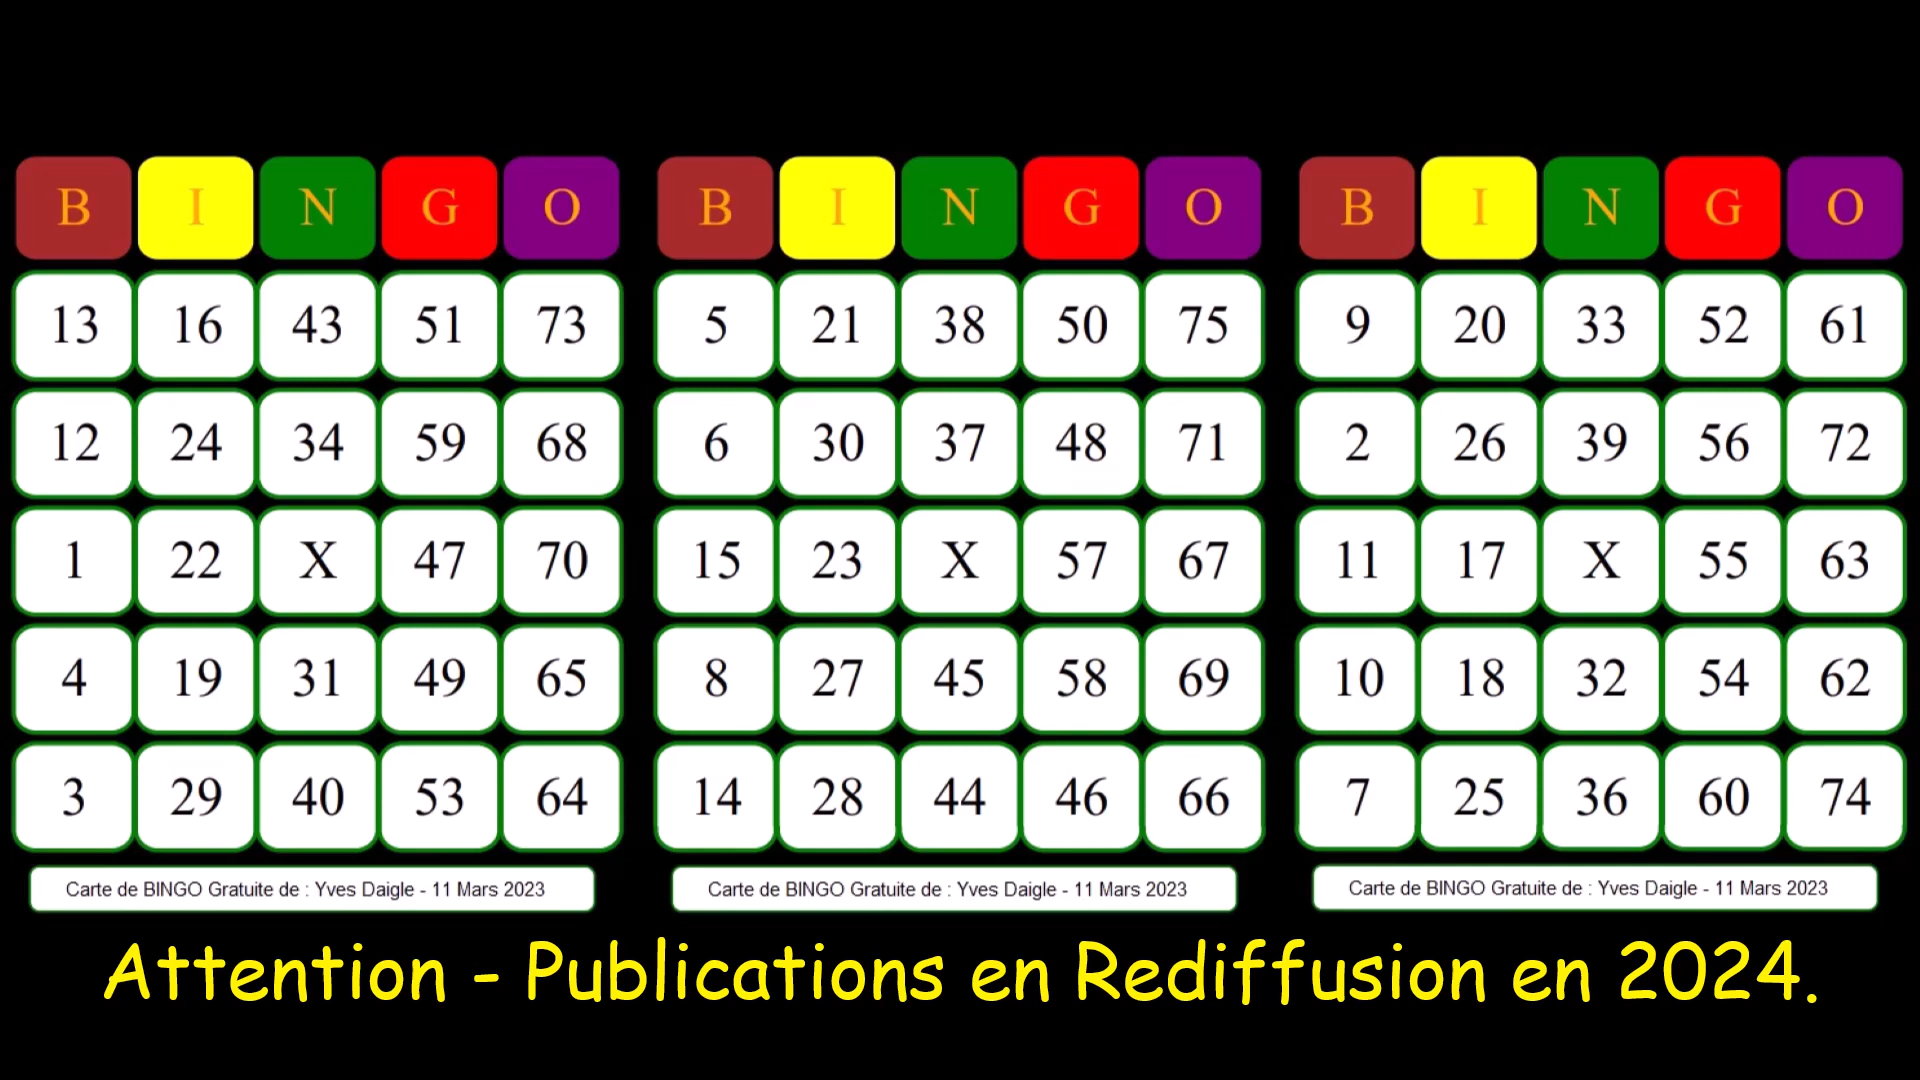 B I N G O B I N G O B I N G O
13 16 43 51 73 5 21 38 50 75 9 20 33 52 61
12 24 34 59 68 6 30 37 48 71 2 26 39 56 72
1 22 X 47 70 15 23 X 57 67 11 17 X 55 63
4 19 31 49 65 8 27 45 58 69 10 18 32 54 62
3 29 40 53 64 14 28 44 46 66 7 25 36 60 74
Carte de BINGO Gratuite de : Yves Daigle - 11 Mars 2023 Carte de BINGO Gratuite de : Yves Daigle - 11 Mars 2023 Carte de BINGO Gratuite de : Yves Daigle - 11 Mars 2023
Attention - Publications en Rediffusion en 2024.